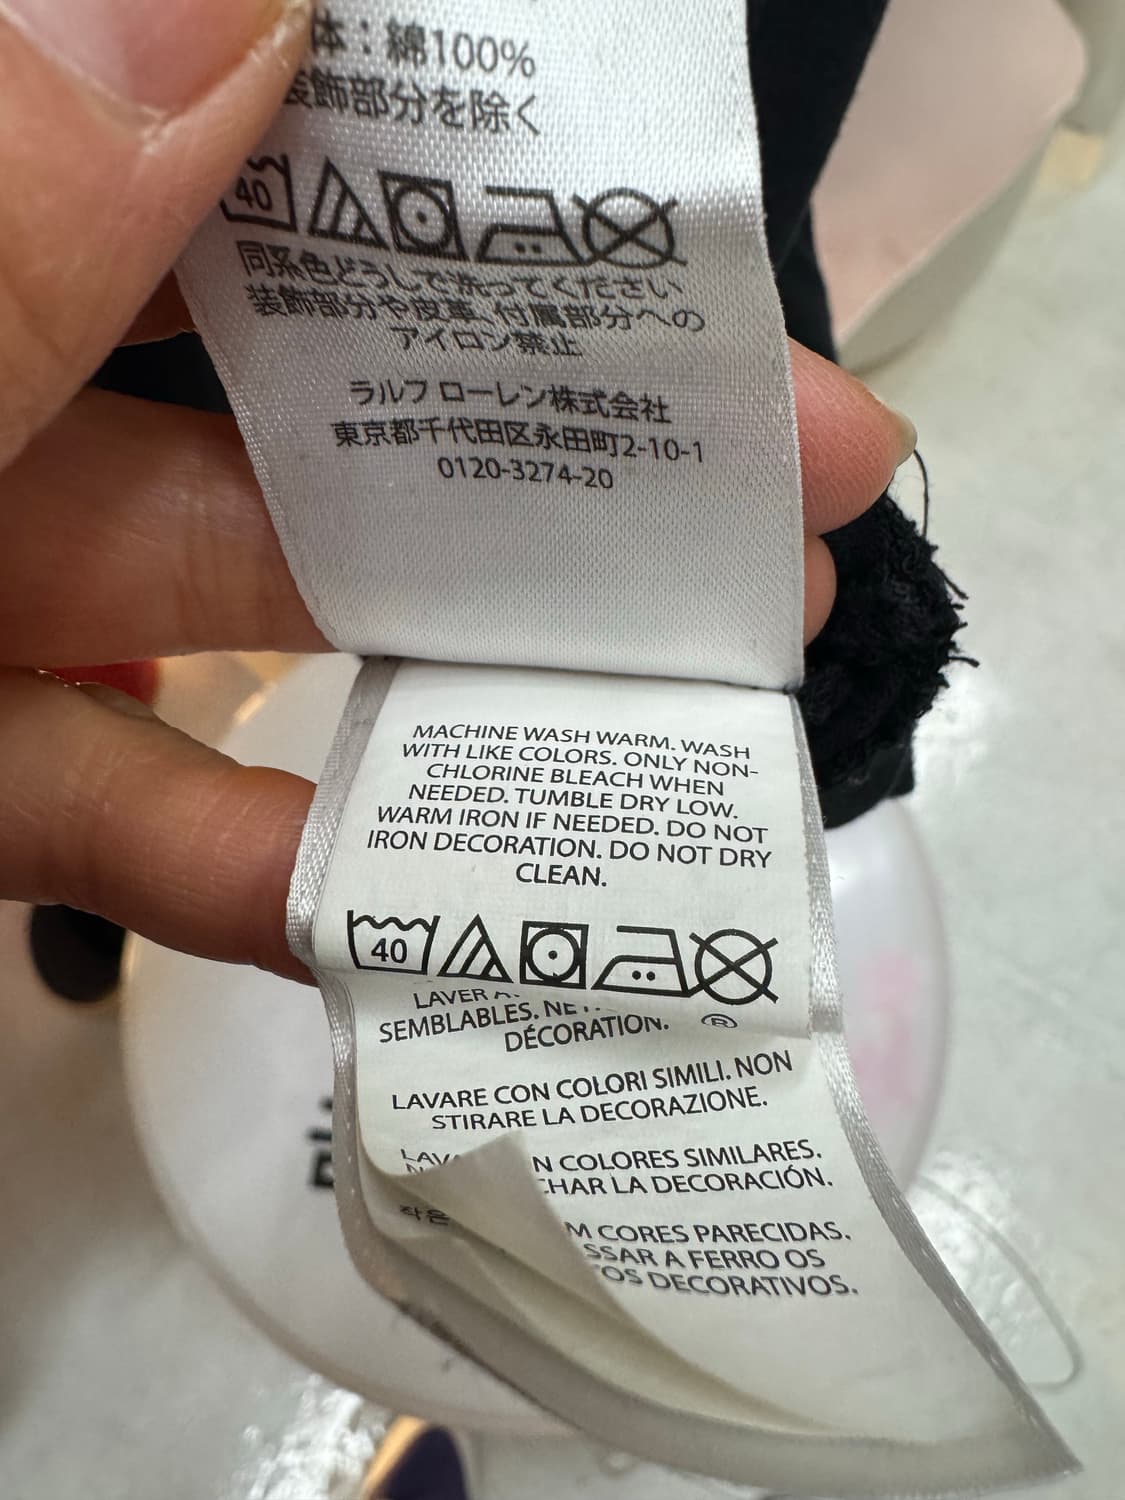 体：綿100%
装飾部分を除く
40
同系色どうしで洗ってください
装飾部分や皮革、付属部分への
アイロン禁止
ラルフ ローレン株式会社
東京都千代田区永田町2-10-1
0120-3274-20
MACHINE WASH WARM. WASH
WITH LIKE COLORS. ONLY NON-
CHLORINE BLEACH WHEN
NEEDED. TUMBLE DRY LOW.
WARM IRON IF NEEDED. DO NOT
IRON DECORATION. DO NOT DRY
CLEAN.
40
LAVER
SEMBLABLES.
DÉCORATION. ®
LAVARE CON COLORI SIMILI. NON
STIRARE LA DECORAZIONE.
N COLORES SIMILARES.
CHAR LA DECORACIÓN.
작은
M CORES PARECIDAS.
SSAR A FERRO OS
OS DECORATIVOS.